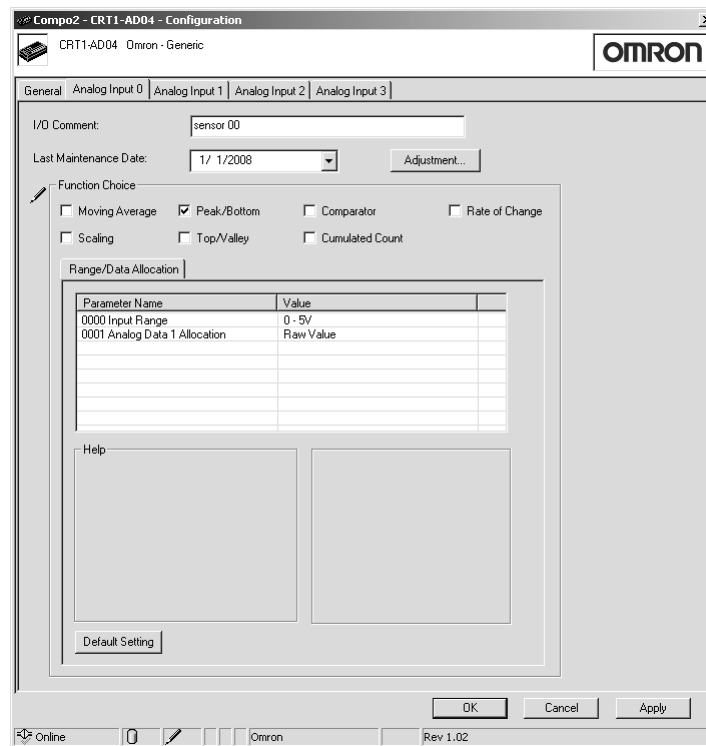 Compo2 - CRT1-AD04 - Configuration
CRT1-AD04 Omron - Generic
OMRON
General Analog Input 0 Analog Input 1 Analog Input 2 Analog Input 3
I/O Comment: sensor 00
Last Maintenance Date: 1/ 1/2008 Adjustment...
Function Choice
Moving Average Peak/Bottom Comparator Rate of Change
Scaling Top/Valley Cumulated Count
Range/Data Allocation
Parameter Name Value
0000 Input Range 0 - 5V
0001 Analog Data 1 Allocation Raw Value
Help
Default Setting
OK Cancel Apply
Online Omron Rev 1.02